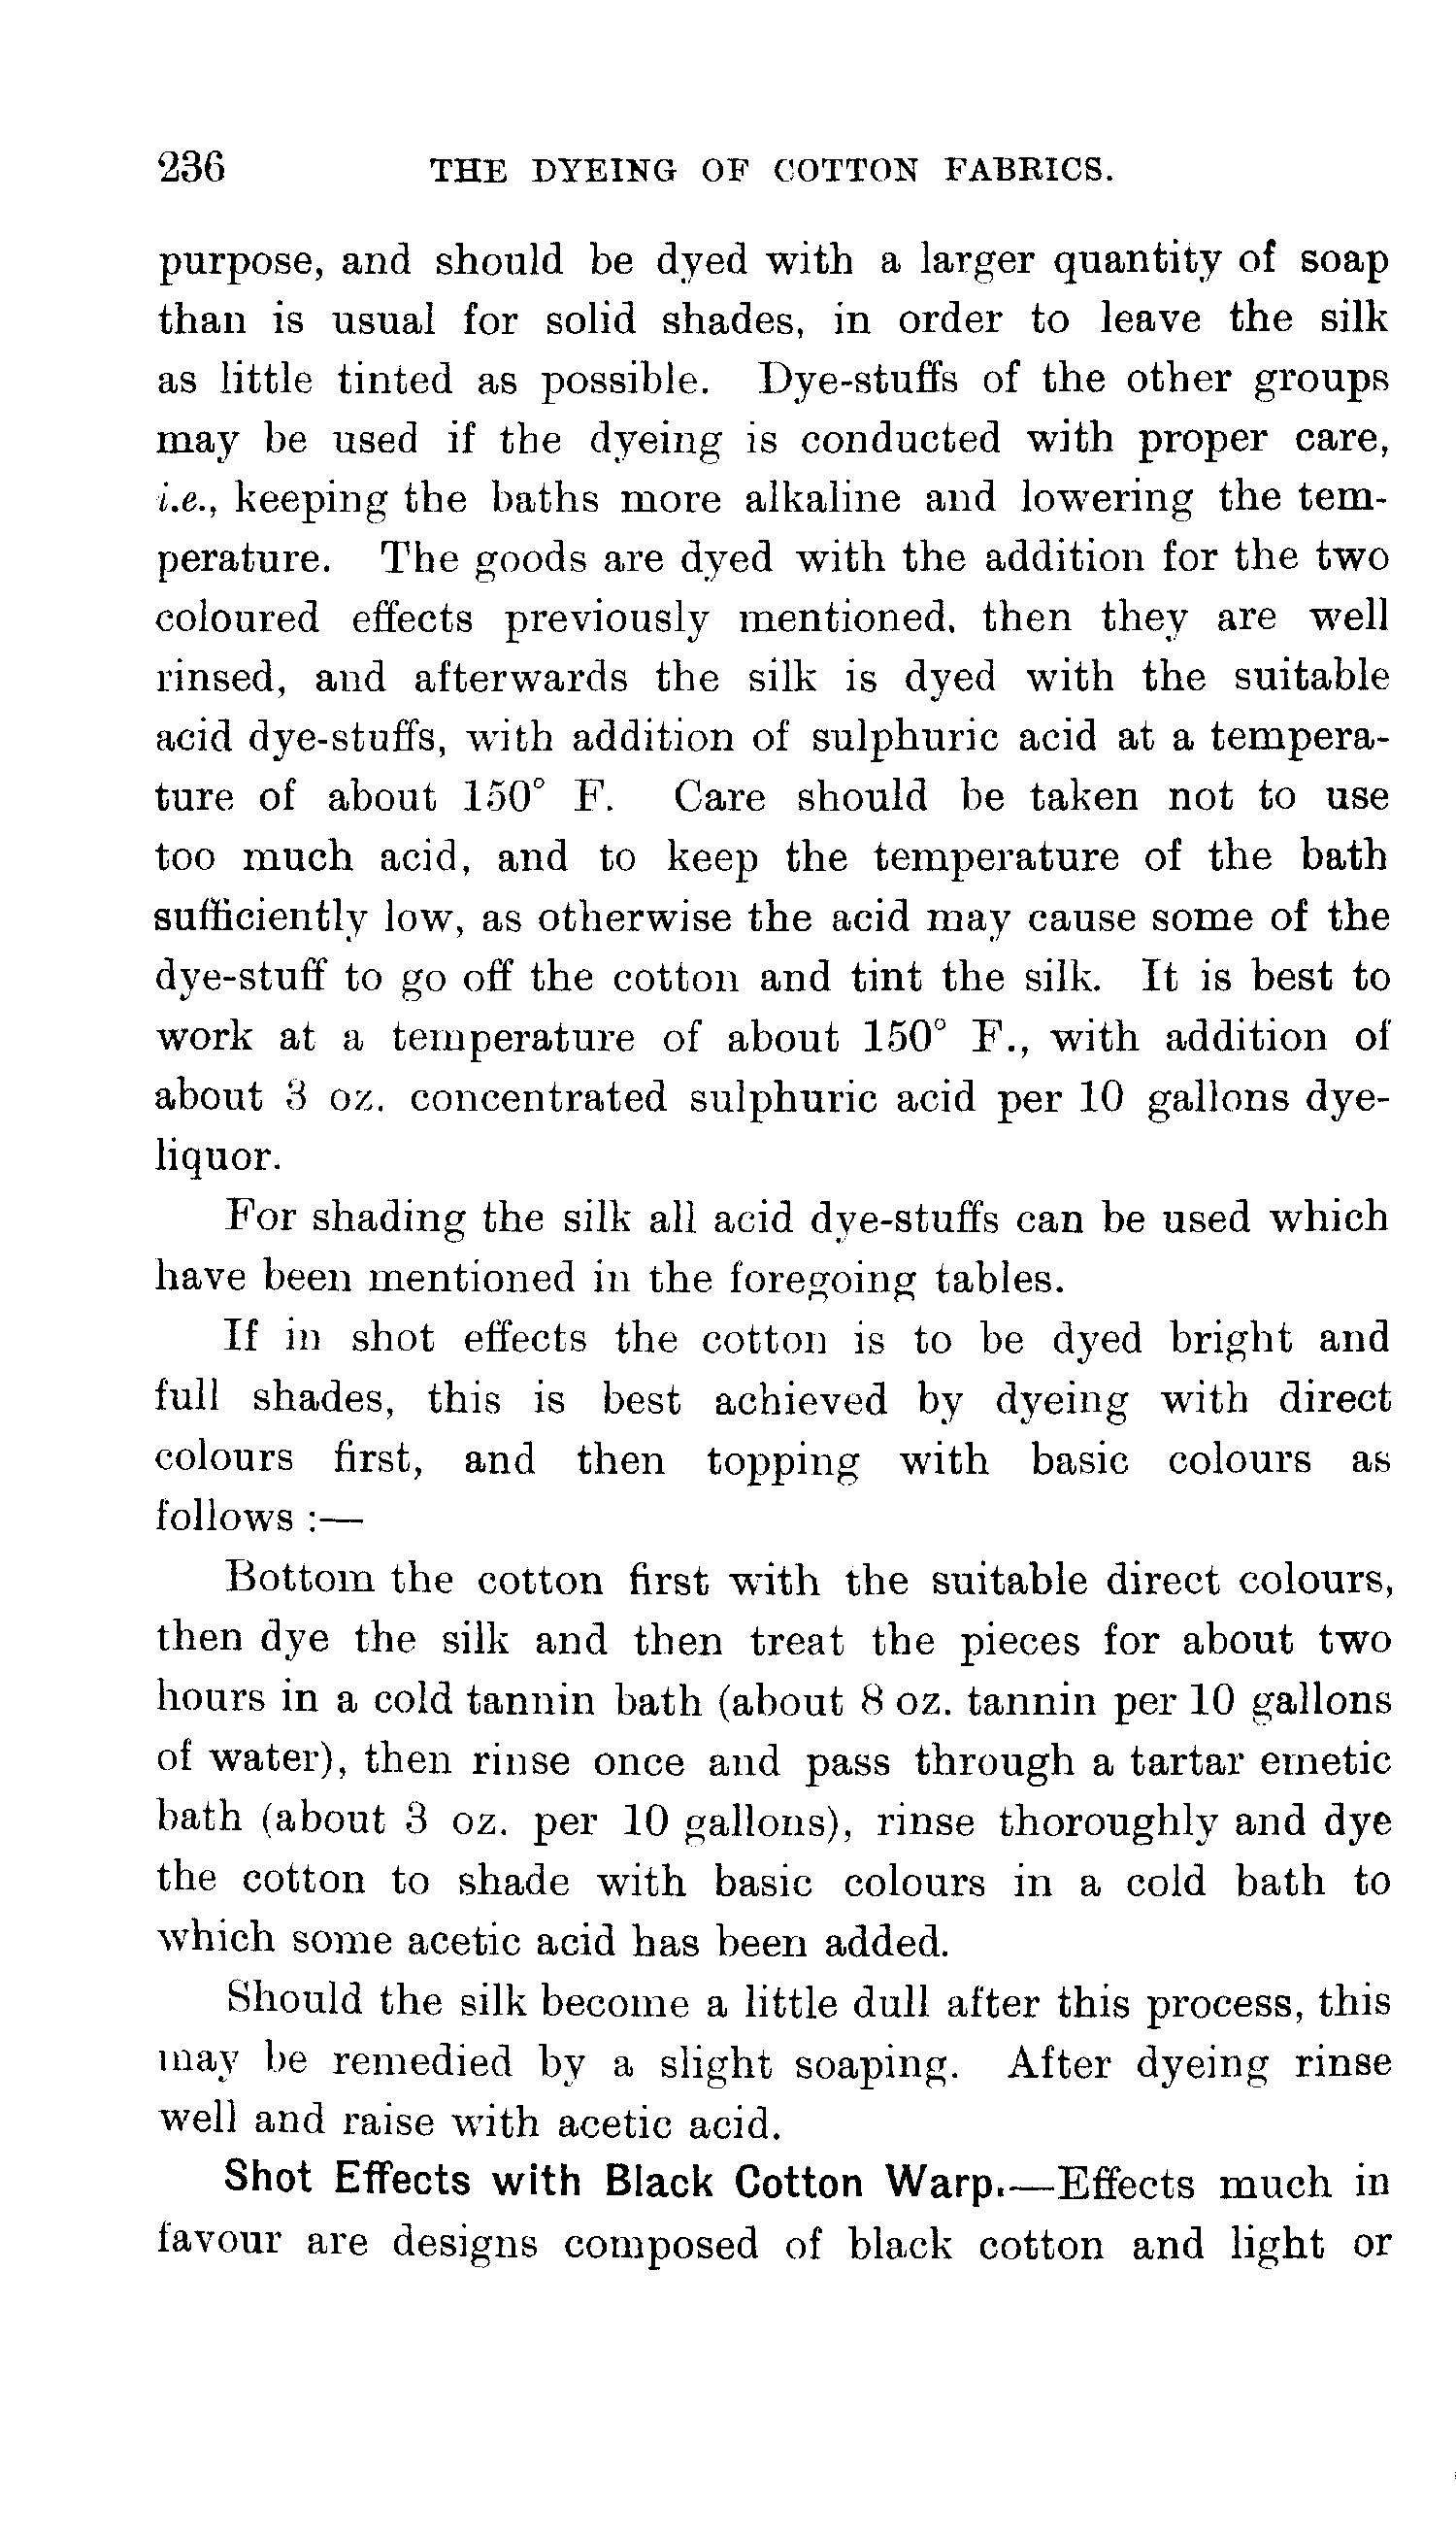 236 THE DYEING OF COTTON FABRICS.
purpose, and should be dyed with a larger quantity of soap
than is usual for solid shades, in order to leave the silk
as little tinted as possible. Dye-stuffs of the other groups
may be used if the dyeing is conducted with proper care,
i.e., keeping the baths more alkaline and lowering the tem-
perature. The goods are dyed with the addition for the two
coloured effects previously mentioned, then they are well
rinsed, and afterwards the silk is dyed with the suitable
acid dye-stuffs, with addition of sulphuric acid at a tempera-
ture of about 150° F. Care should be taken not to use
too much acid, and to keep the temperature of the bath
sufficiently low, as otherwise the acid may cause some of the
dye-stuff to go off the cotton and tint the silk. It is best to
work at a temperature of about 150° F., with addition of
about 3 oz. concentrated sulphuric acid per 10 gallons dye-
liquor.
For shading the silk all acid dye-stuffs can be used which
have been mentioned in the foregoing tables.
If in shot effects the cotton is to be dyed bright and
full shades, this is best achieved by dyeing with direct
colours first, and then topping with basic colours as
follows :—
Bottom the cotton first with the suitable direct colours,
then dye the silk and then treat the pieces for about two
hours in a cold tannin bath (about 8 oz. tannin per 10 gallons
of water), then rinse once and pass through a tartar emetic
bath (about 3 oz. per 10 gallons), rinse thoroughly and dye
the cotton to shade with basic colours in a cold bath to
which some acetic acid has been added.
Should the silk become a little dull after this process, this
may be remedied by a slight soaping. After dyeing rinse
well and raise with acetic acid.
Shot Effects with Black Cotton Warp.—Effects much in
favour are designs composed of black cotton and light or